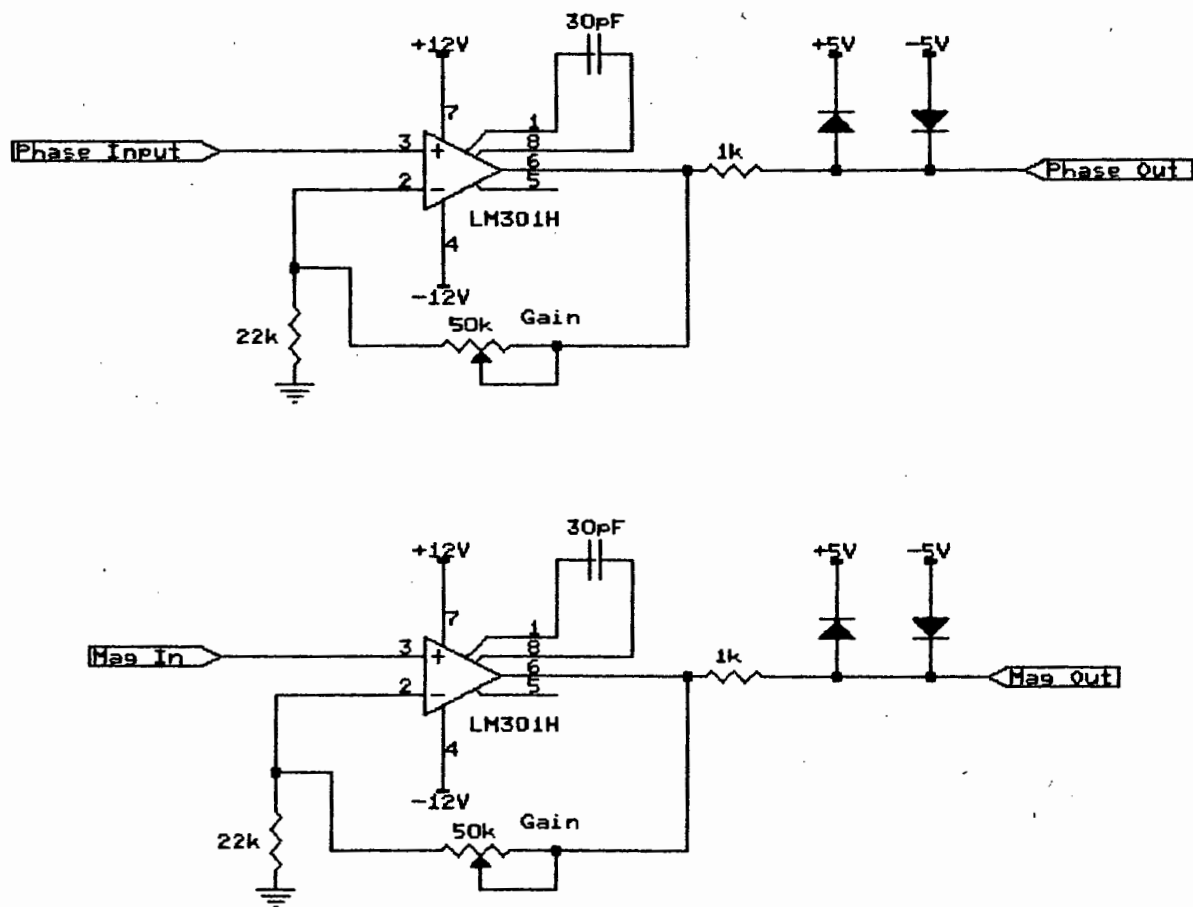 30pF
+12V
+5V
-5V
7
1
8
Phase Input
3
+
6
1k
2
-
5
Phase Out
LM301H
4
-12V
Gain
22k
50k
30pF
+12V
+5V
-5V
7
1
8
Mag In
3
+
6
1k
2
-
5
Mag Out
LM301H
4
-12V
Gain
22k
50k